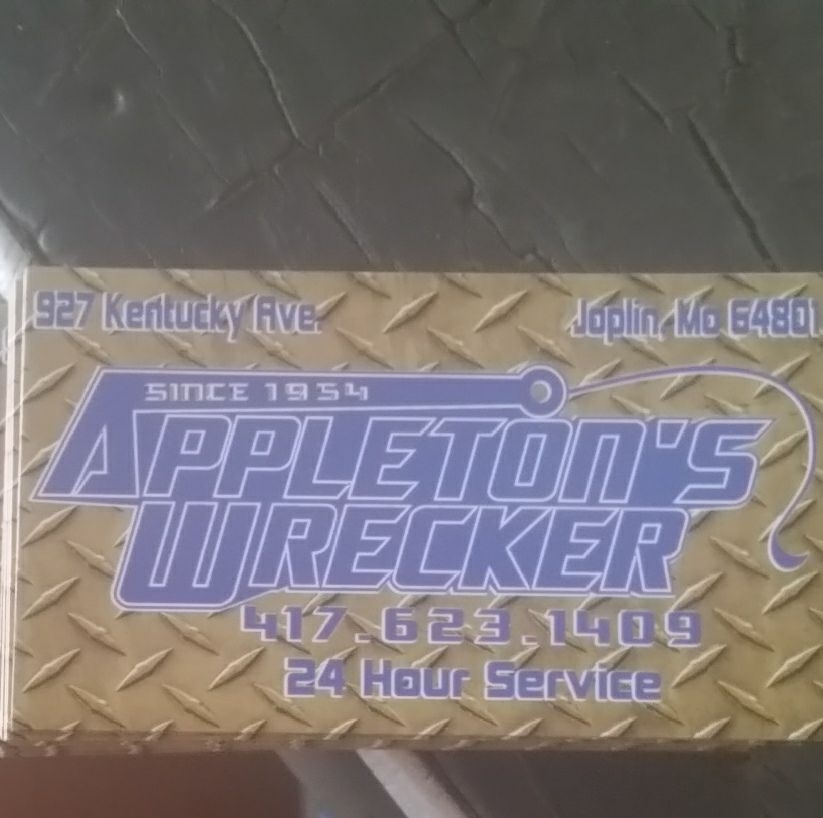 927 Kentucky Ave.
Joplin, Mo 64801
SINCE 1954
APPLETON'S
WRECKER
417.623.1409
24 Hour Service